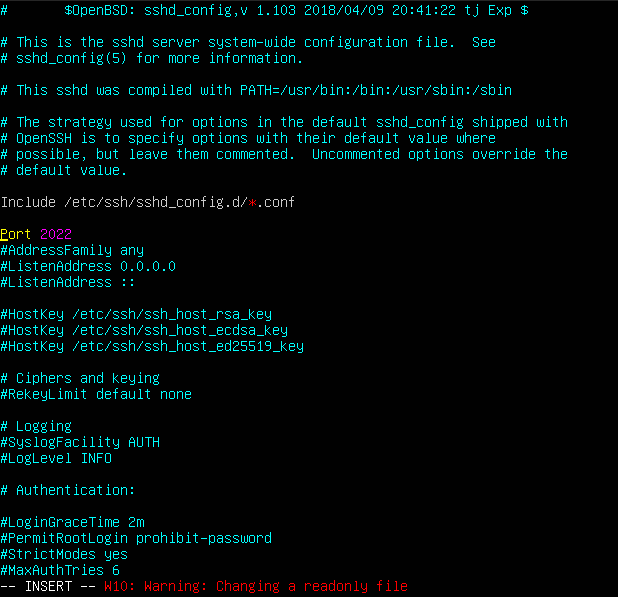 #       $OpenBSD: sshd_config,v 1.103 2018/04/09 20:41:22 tj Exp $
# This is the sshd server system-wide configuration file.  See
# sshd_config(5) for more information.
# This sshd was compiled with PATH=/usr/bin:/bin:/usr/sbin:/sbin
# The strategy used for options in the default sshd_config shipped with
# OpenSSH is to specify options with their default value where
# possible, but leave them commented.  Uncommented options override the
# default value.
Include /etc/ssh/sshd_config.d/*.conf
Port 2022
#AddressFamily any
#ListenAddress 0.0.0.0
#ListenAddress ::
#HostKey /etc/ssh/ssh_host_rsa_key
#HostKey /etc/ssh/ssh_host_ecdsa_key
#HostKey /etc/ssh/ssh_host_ed25519_key
# Ciphers and keying
#RekeyLimit default none
# Logging
#SyslogFacility AUTH
#LogLevel INFO
# Authentication:
#LoginGraceTime 2m
#PermitRootLogin prohibit-password
#StrictModes yes
#MaxAuthTries 6
-- INSERT -- W10: Warning: Changing a readonly file